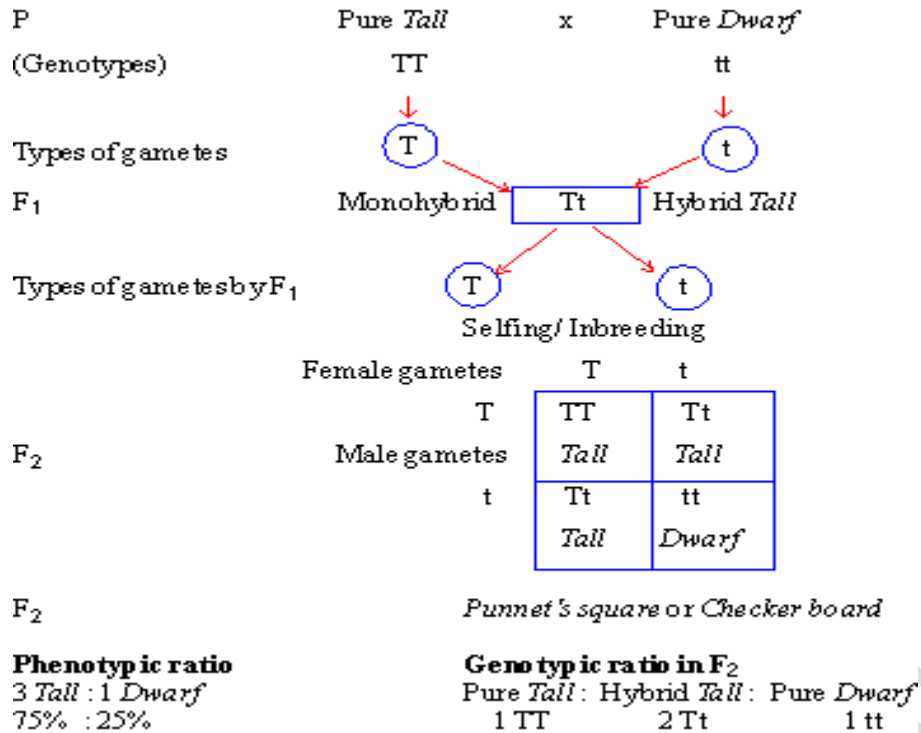 P Pure Tall x Pure Dwarf
(Genotypes) TT tt
Types of gametes T t
F₁ Monohybrid Tt Hybrid Tall
Types of gametes by F₁ T t
Selfing/ Inbreeding
Female gametes T t
T TT Tt
F₂ Male gametes Tall Tall
t Tt tt
Tall Dwarf
F₂ Punnet's square or Checker board
Phenotypic ratio Genotypic ratio in F₂
3 Tall : 1 Dwarf Pure Tall : Hybrid Tall : Pure Dwarf
75% : 25% 1 TT 2 Tt 1 tt